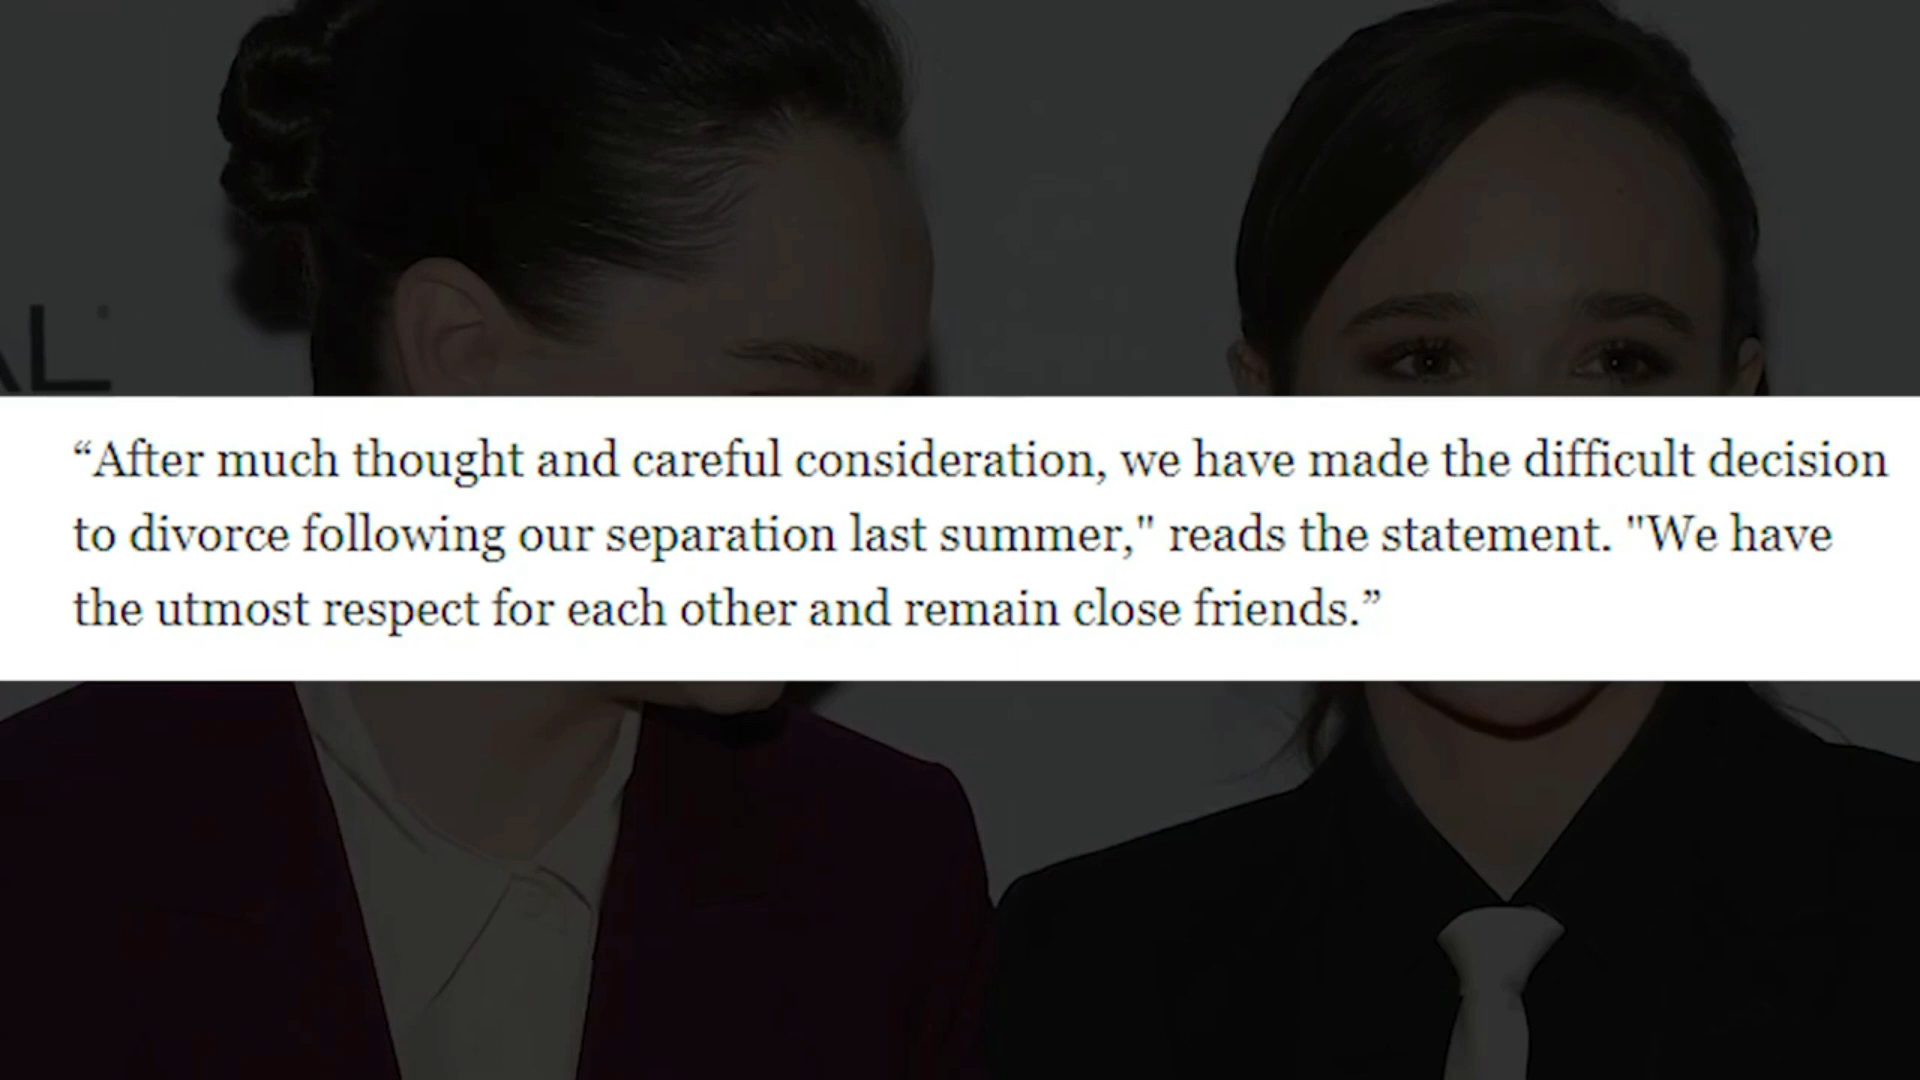 AL
“After much thought and careful consideration, we have made the difficult decision
to divorce following our separation last summer," reads the statement. "We have
the utmost respect for each other and remain close friends.”